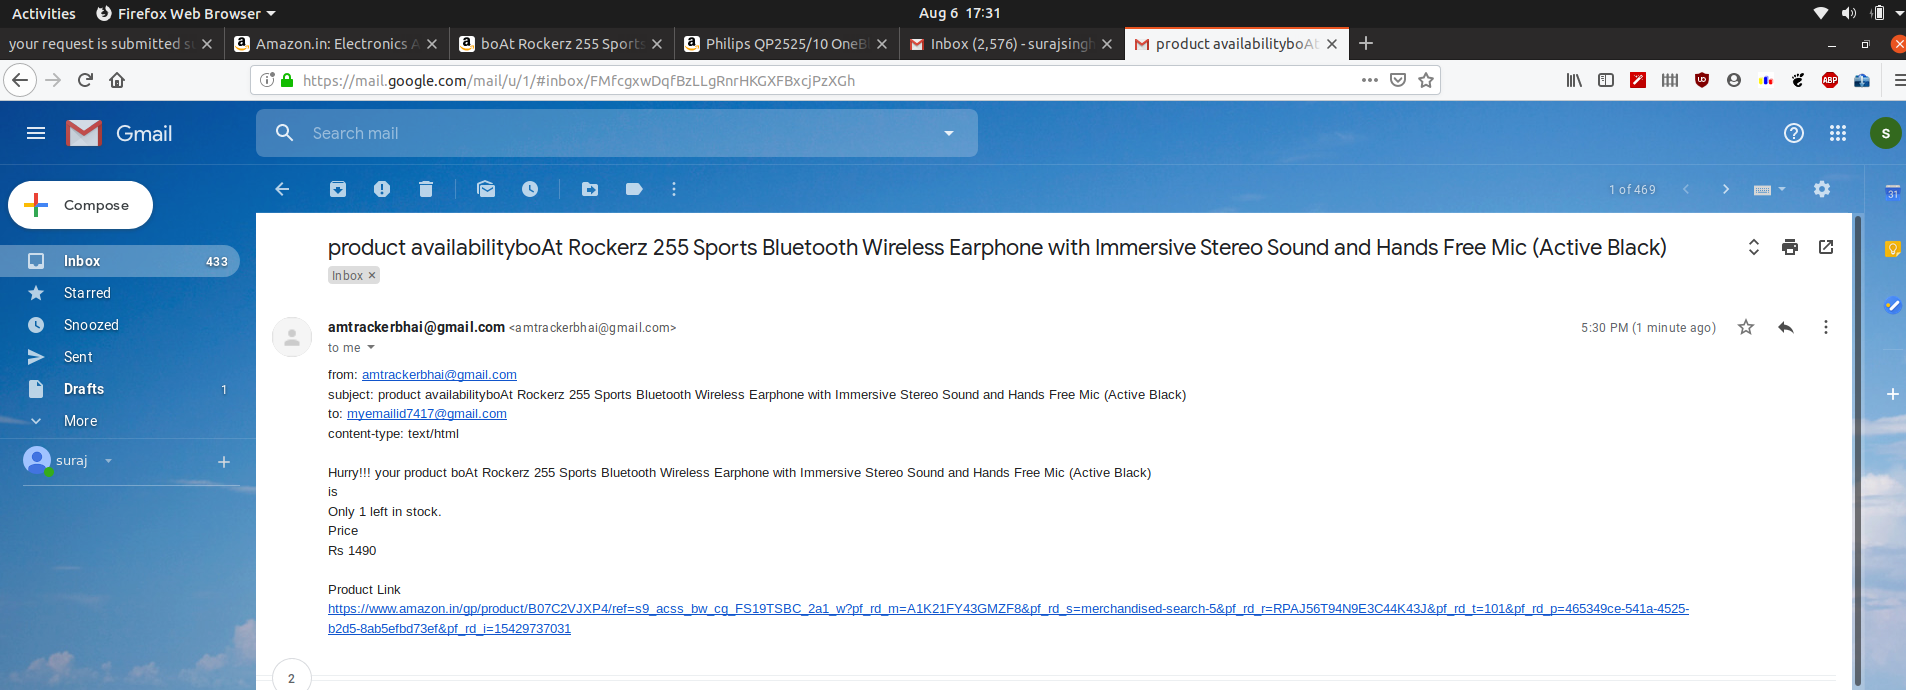 Activities Firefox Web Browser Aug 6 17:31
your request is submitted su Amazon.in: Electronics A boAt Rockerz 255 Sports Philips QP2525/10 OneBl Inbox (2,576) - surajsingh product availabilityboAt
https://mail.google.com/mail/u/1/#inbox/FMfcgxwDqfBzLLgRnrHKGXFBxcjPzXGh
ABP
Gmail Search mail S
Compose 1 of 469 31
Inbox 433
Starred
Snoozed
Sent
Drafts 1
More
suraj
product availabilityboAt Rockerz 255 Sports Bluetooth Wireless Earphone with Immersive Stereo Sound and Hands Free Mic (Active Black)
Inbox
amtrackerbhai@gmail.com <amtrackerbhai@gmail.com> 5:30 PM (1 minute ago)
to me
from: amtrackerbhai@gmail.com
subject: product availabilityboAt Rockerz 255 Sports Bluetooth Wireless Earphone with Immersive Stereo Sound and Hands Free Mic (Active Black)
to: myemailid7417@gmail.com
content-type: text/html
Hurry!!! your product boAt Rockerz 255 Sports Bluetooth Wireless Earphone with Immersive Stereo Sound and Hands Free Mic (Active Black)
is
Only 1 left in stock.
Price
Rs 1490
Product Link
https://www.amazon.in/gp/product/B07C2VJXP4/ref=s9_acss_bw_cg_FS19TSBC_2a1_w?pf_rd_m=A1K21FY43GMZF8&pf_rd_s=merchandised-search-5&pf_rd_r=RPAJ56T94N9E3C44K43J&pf_rd_t=101&pf_rd_p=465349ce-541a-4525-
b2d5-8ab5efbd73ef&pf_rd_i=15429737031
2